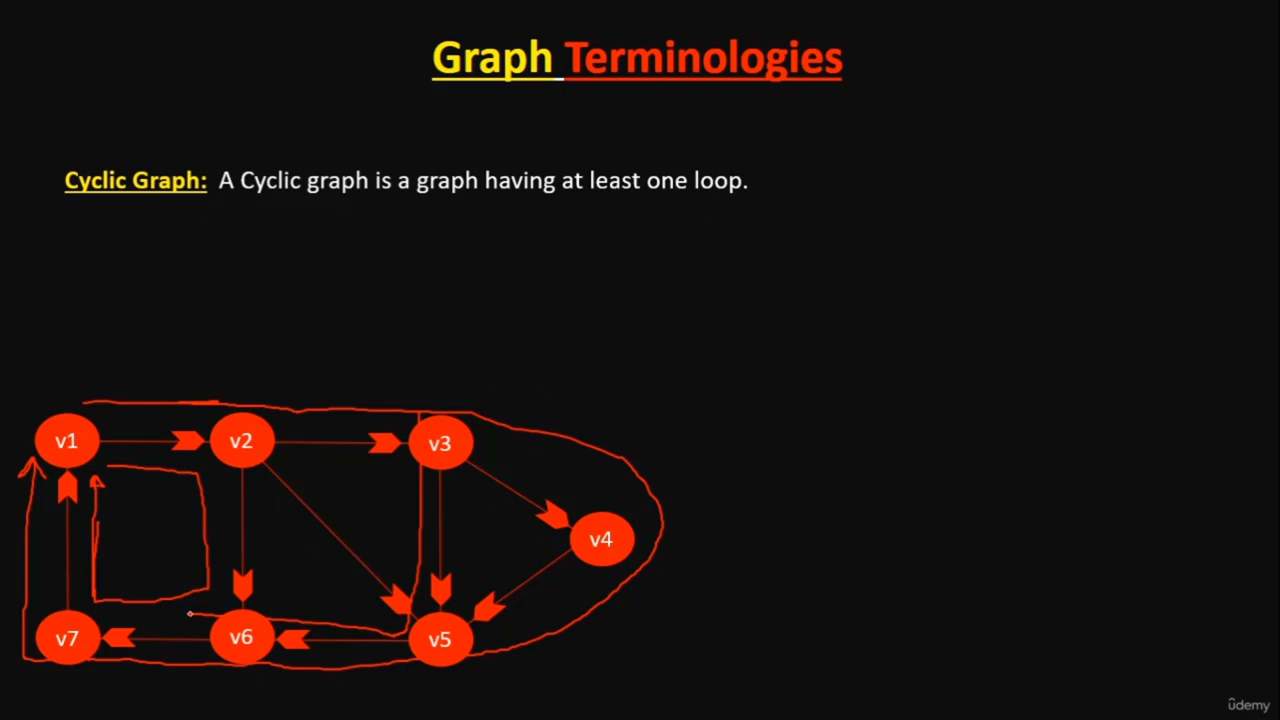 Graph Terminologies
Cyclic Graph: A Cyclic graph is a graph having at least one loop.
v1 v2 v3
v4
v7 v6 v5
ûdemy